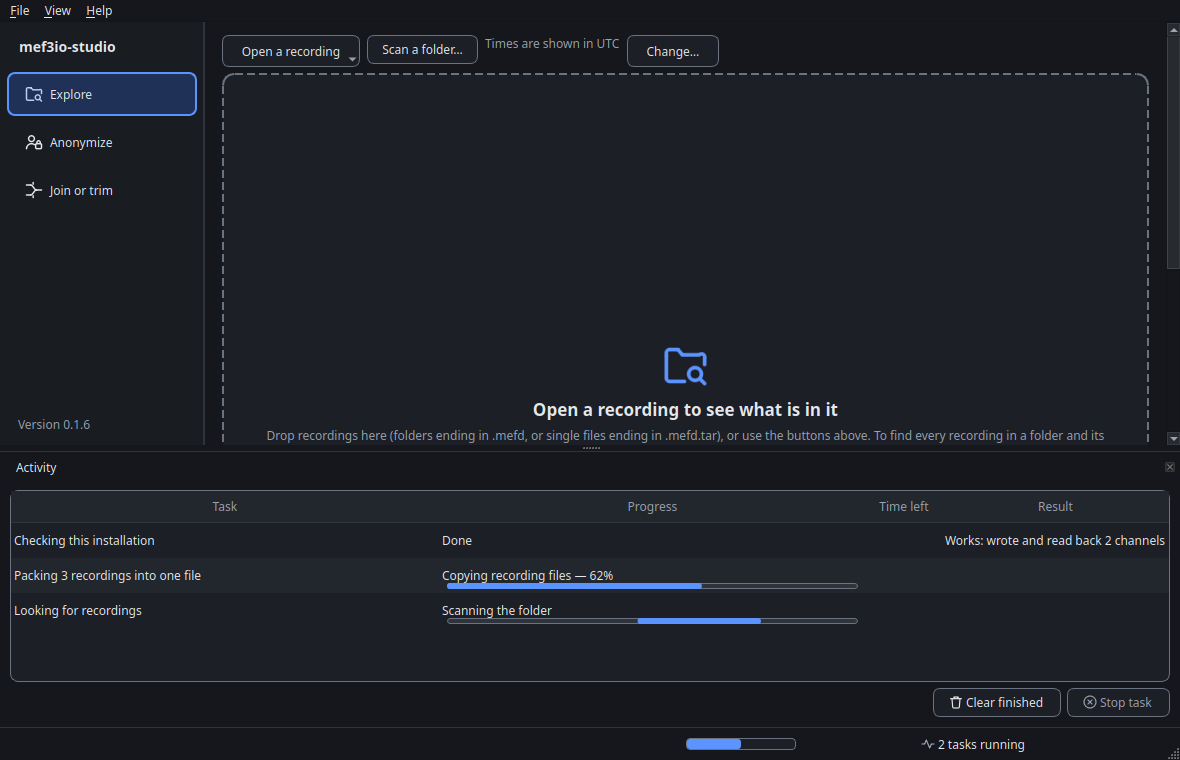 File View Help
mef3io-studio
Open a recording
Scan a folder...
Times are shown in UTC
Change...
Explore
Anonymize
Join or trim
Open a recording to see what is in it
Drop recordings here (folders ending in .mefd, or single files ending in .mefd.tar), or use the buttons above. To find every recording in a folder and its
Version 0.1.6
Activity
Task Progress Time left Result
Checking this installation Done Works: wrote and read back 2 channels
Packing 3 recordings into one file Copying recording files — 62%
Looking for recordings Scanning the folder
Clear finished Stop task
2 tasks running